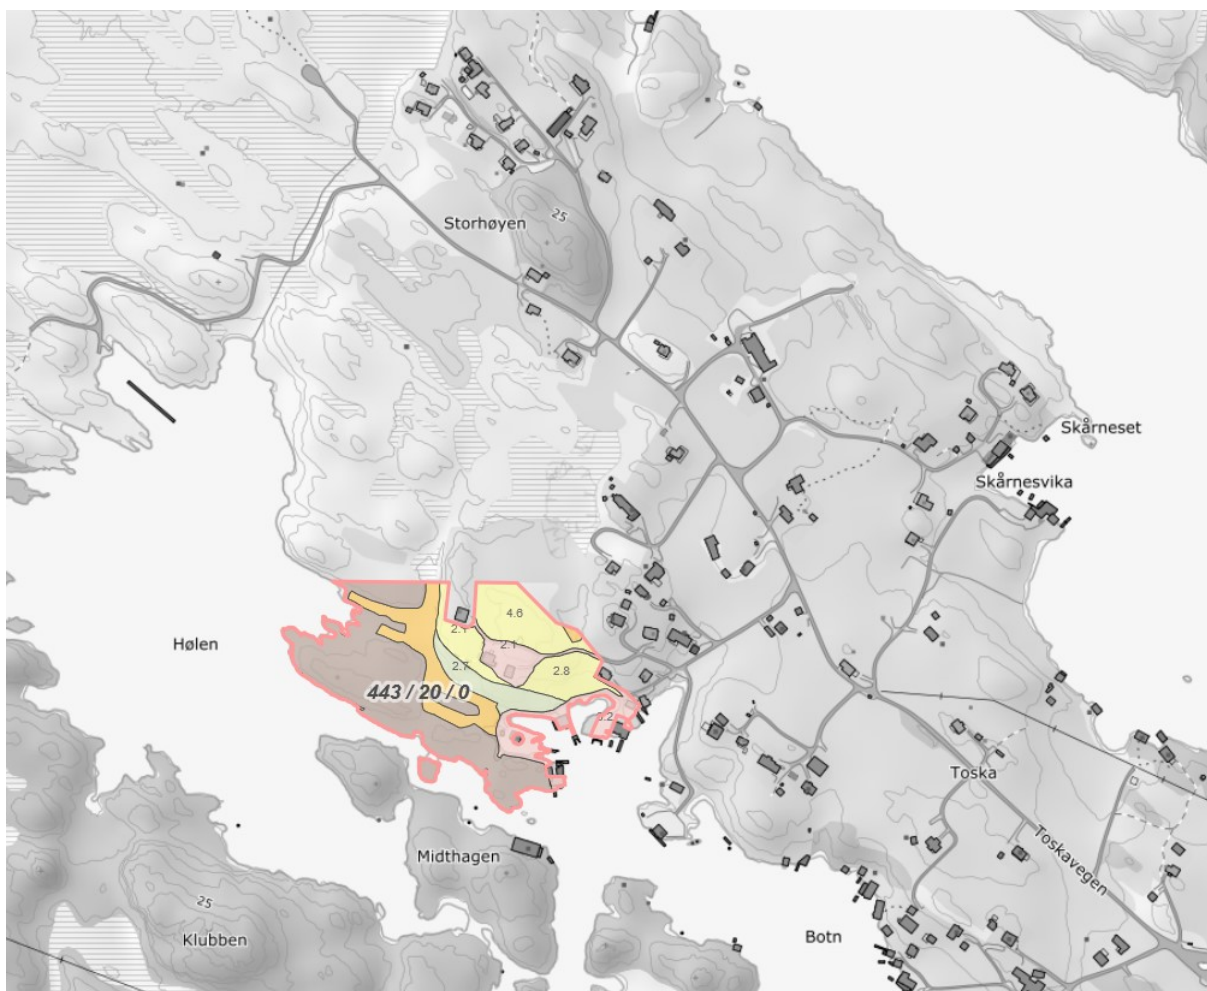 25
Storhøyen
Skårneset
Skårnesvika
4.6
2.1
2.1
Hølen
2.7
2.8
443 / 20 / 0
Toska
Midthagen
Toskavegen
25
Klubben
Botn